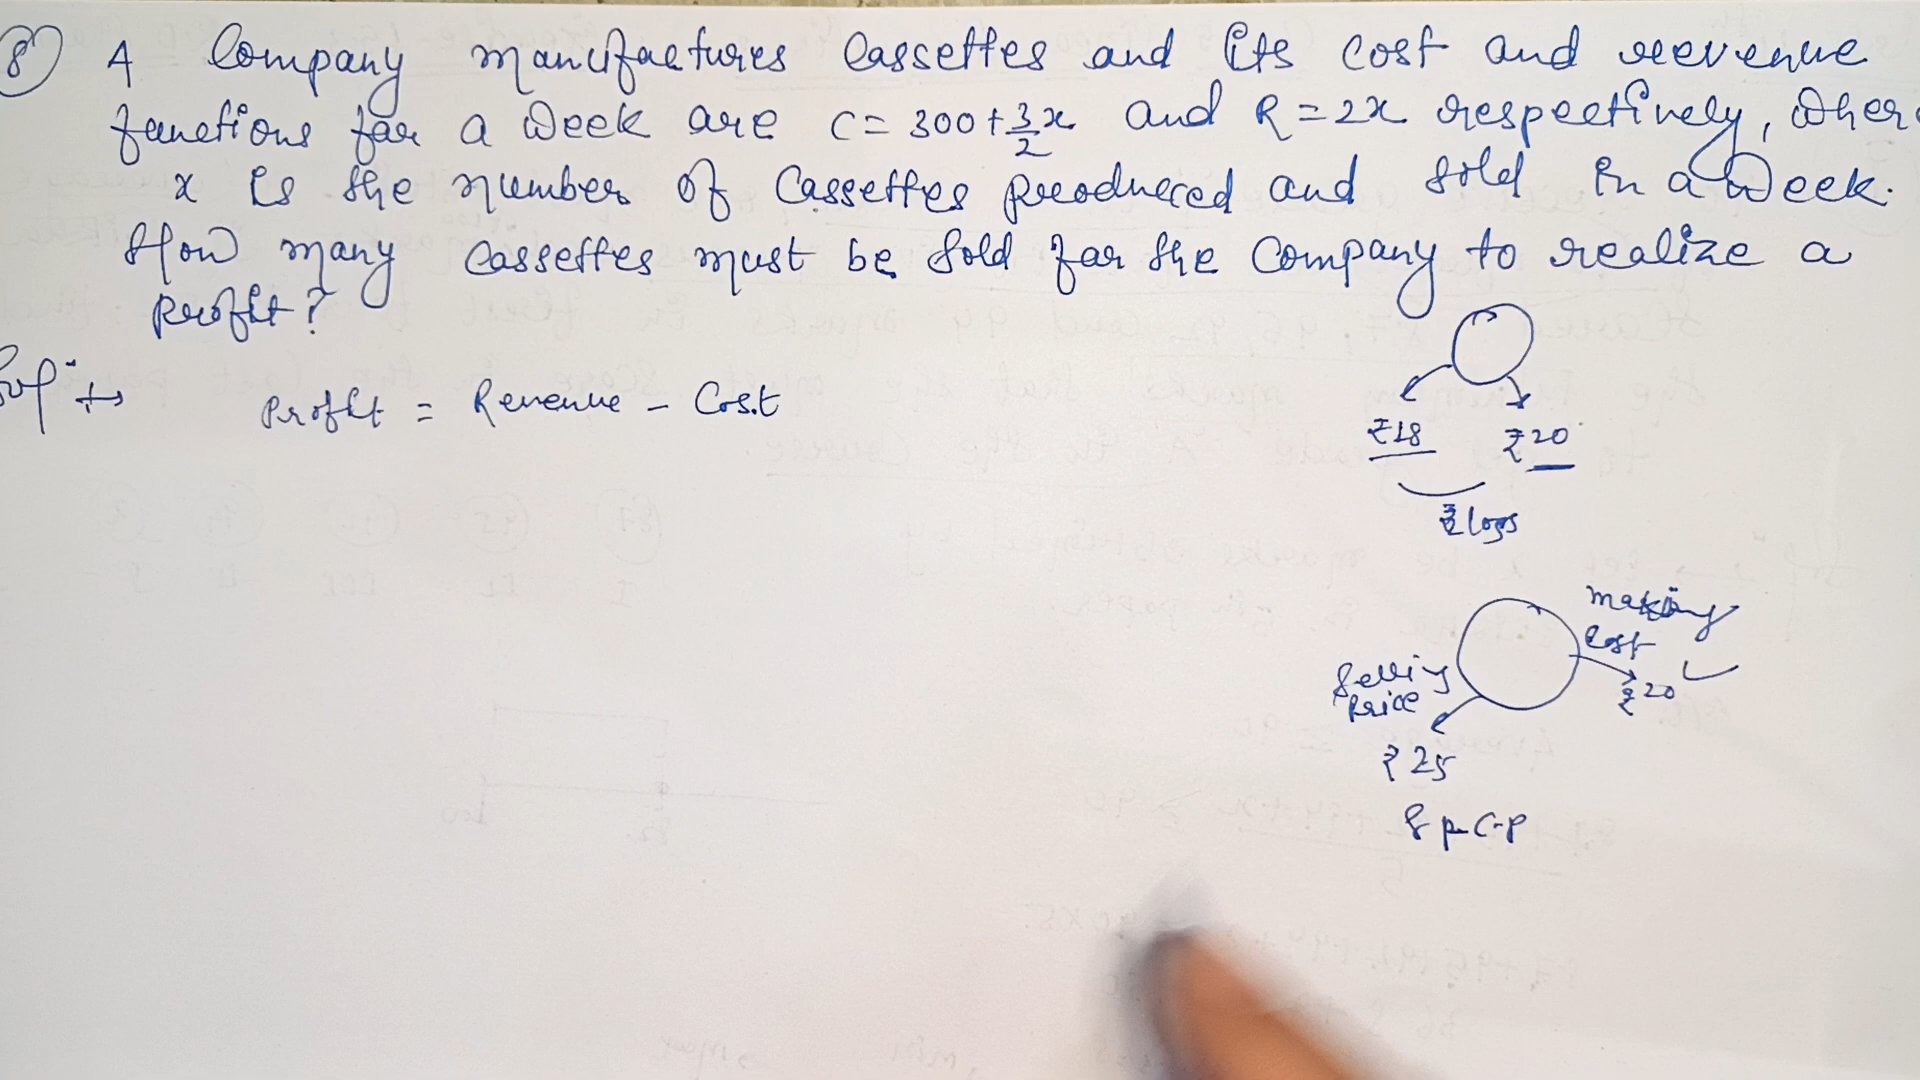 8) A Company manufactures Cassettes and its cost and revenue
functions for a week are C = 300 + 3/2 x and R = 2x respectively, where
x is the number of Cassettes produced and sold in a week.
How many cassettes must be sold for the company to realize a
Profit?
Solⁿ :→
Profit = Revenue - Cost
₹18 ₹20
loss
making
cost
₹20
Selling
Price
₹25
S.P - C.P